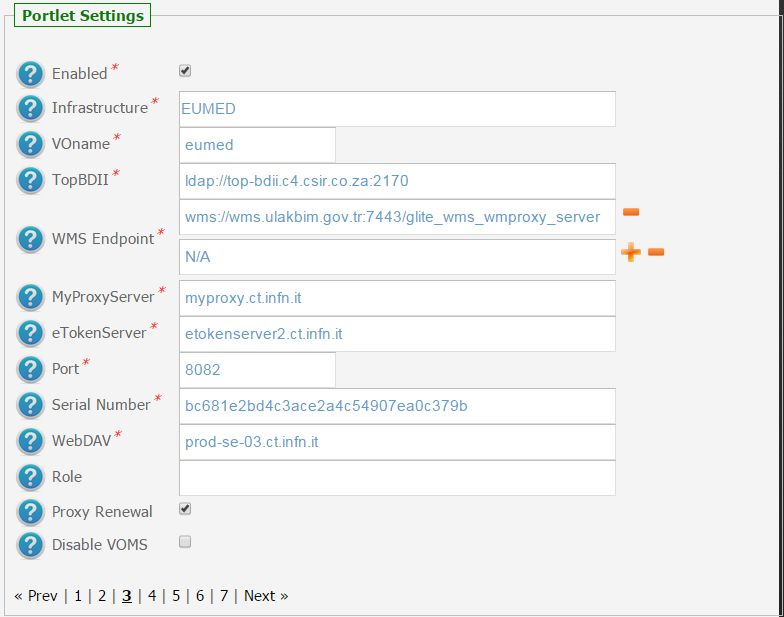 Portlet Settings
Enabled *
Infrastructure * EUMED
VOname * eumed
TopBDII * ldap://top-bdii.c4.csir.co.za:2170
wms://wms.ulakbim.gov.tr:7443/glite_wms_wmproxy_server
WMS Endpoint *
N/A
MyProxyServer * myproxy.ct.infn.it
eTokenServer * etokenserver2.ct.infn.it
Port * 8082
Serial Number * bc681e2bd4c3ace2a4c54907ea0c379b
WebDAV * prod-se-03.ct.infn.it
Role
Proxy Renewal
Disable VOMS
« Prev | 1 | 2 | 3 | 4 | 5 | 6 | 7 | Next »